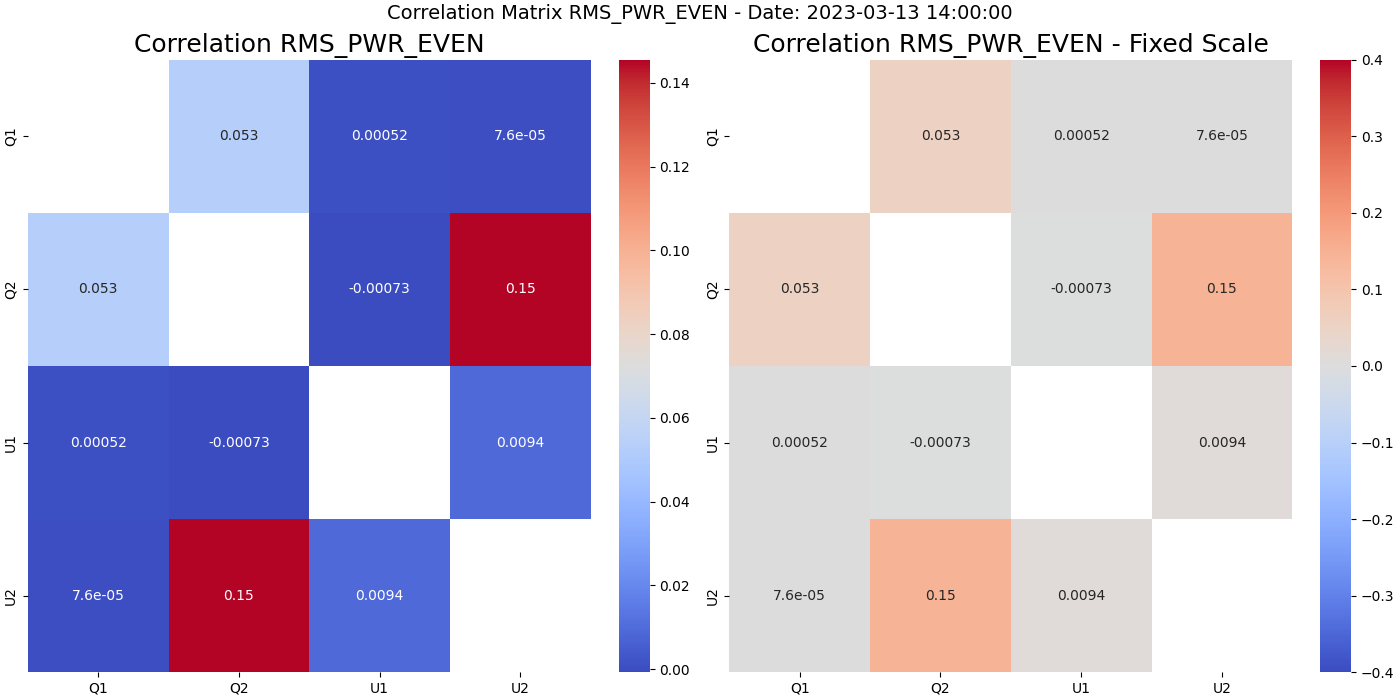 Correlation Matrix RMS_PWR_EVEN - Date: 2023-03-13 14:00:00
Correlation RMS_PWR_EVEN
Q1
0.053
0.00052
7.6e-05
Q2
0.053
-0.00073
0.15
U1
0.00052
-0.00073
0.0094
U2
7.6e-05
0.15
0.0094
Q1
Q2
U1
U2
0.14
0.12
0.10
0.08
0.06
0.04
0.02
0.00
Correlation RMS_PWR_EVEN - Fixed Scale
Q1
0.053
0.00052
7.6e-05
Q2
0.053
-0.00073
0.15
U1
0.00052
-0.00073
0.0094
U2
7.6e-05
0.15
0.0094
Q1
Q2
U1
U2
0.4
0.3
0.2
0.1
0.0
−0.1
−0.2
−0.3
−0.4